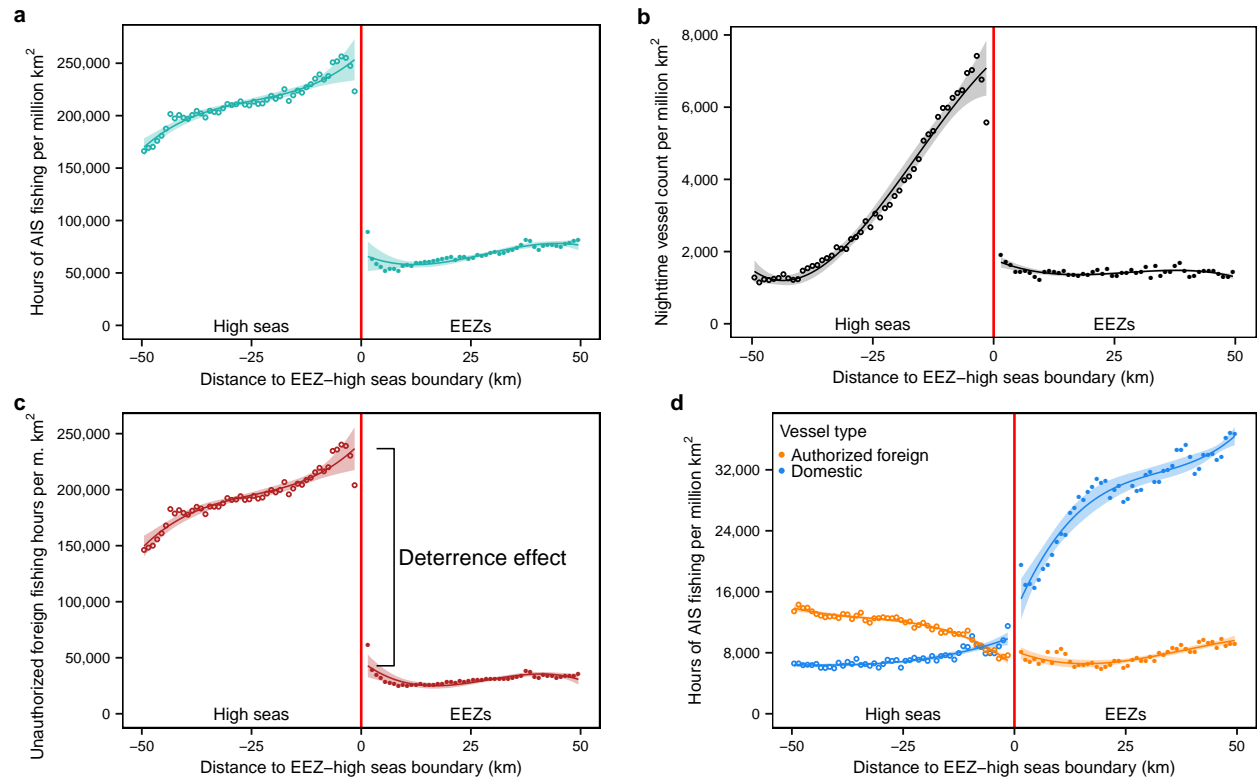 a
Hours of AIS fishing per million km²
250,000
200,000
150,000
100,000
50,000
0
High seas
EEZs
−50
−25
0
25
50
Distance to EEZ−high seas boundary (km)
b
Nighttime vessel count per million km²
8,000
6,000
4,000
2,000
0
High seas
EEZs
−50
−25
0
25
50
Distance to EEZ−high seas boundary (km)
c
Unauthorized foreign fishing hours per m. km²
250,000
200,000
150,000
100,000
50,000
0
Deterrence effect
High seas
EEZs
−50
−25
0
25
50
Distance to EEZ−high seas boundary (km)
d
Hours of AIS fishing per million km²
Vessel type
Authorized foreign
Domestic
32,000
24,000
16,000
8,000
0
High seas
EEZs
−50
−25
0
25
50
Distance to EEZ−high seas boundary (km)